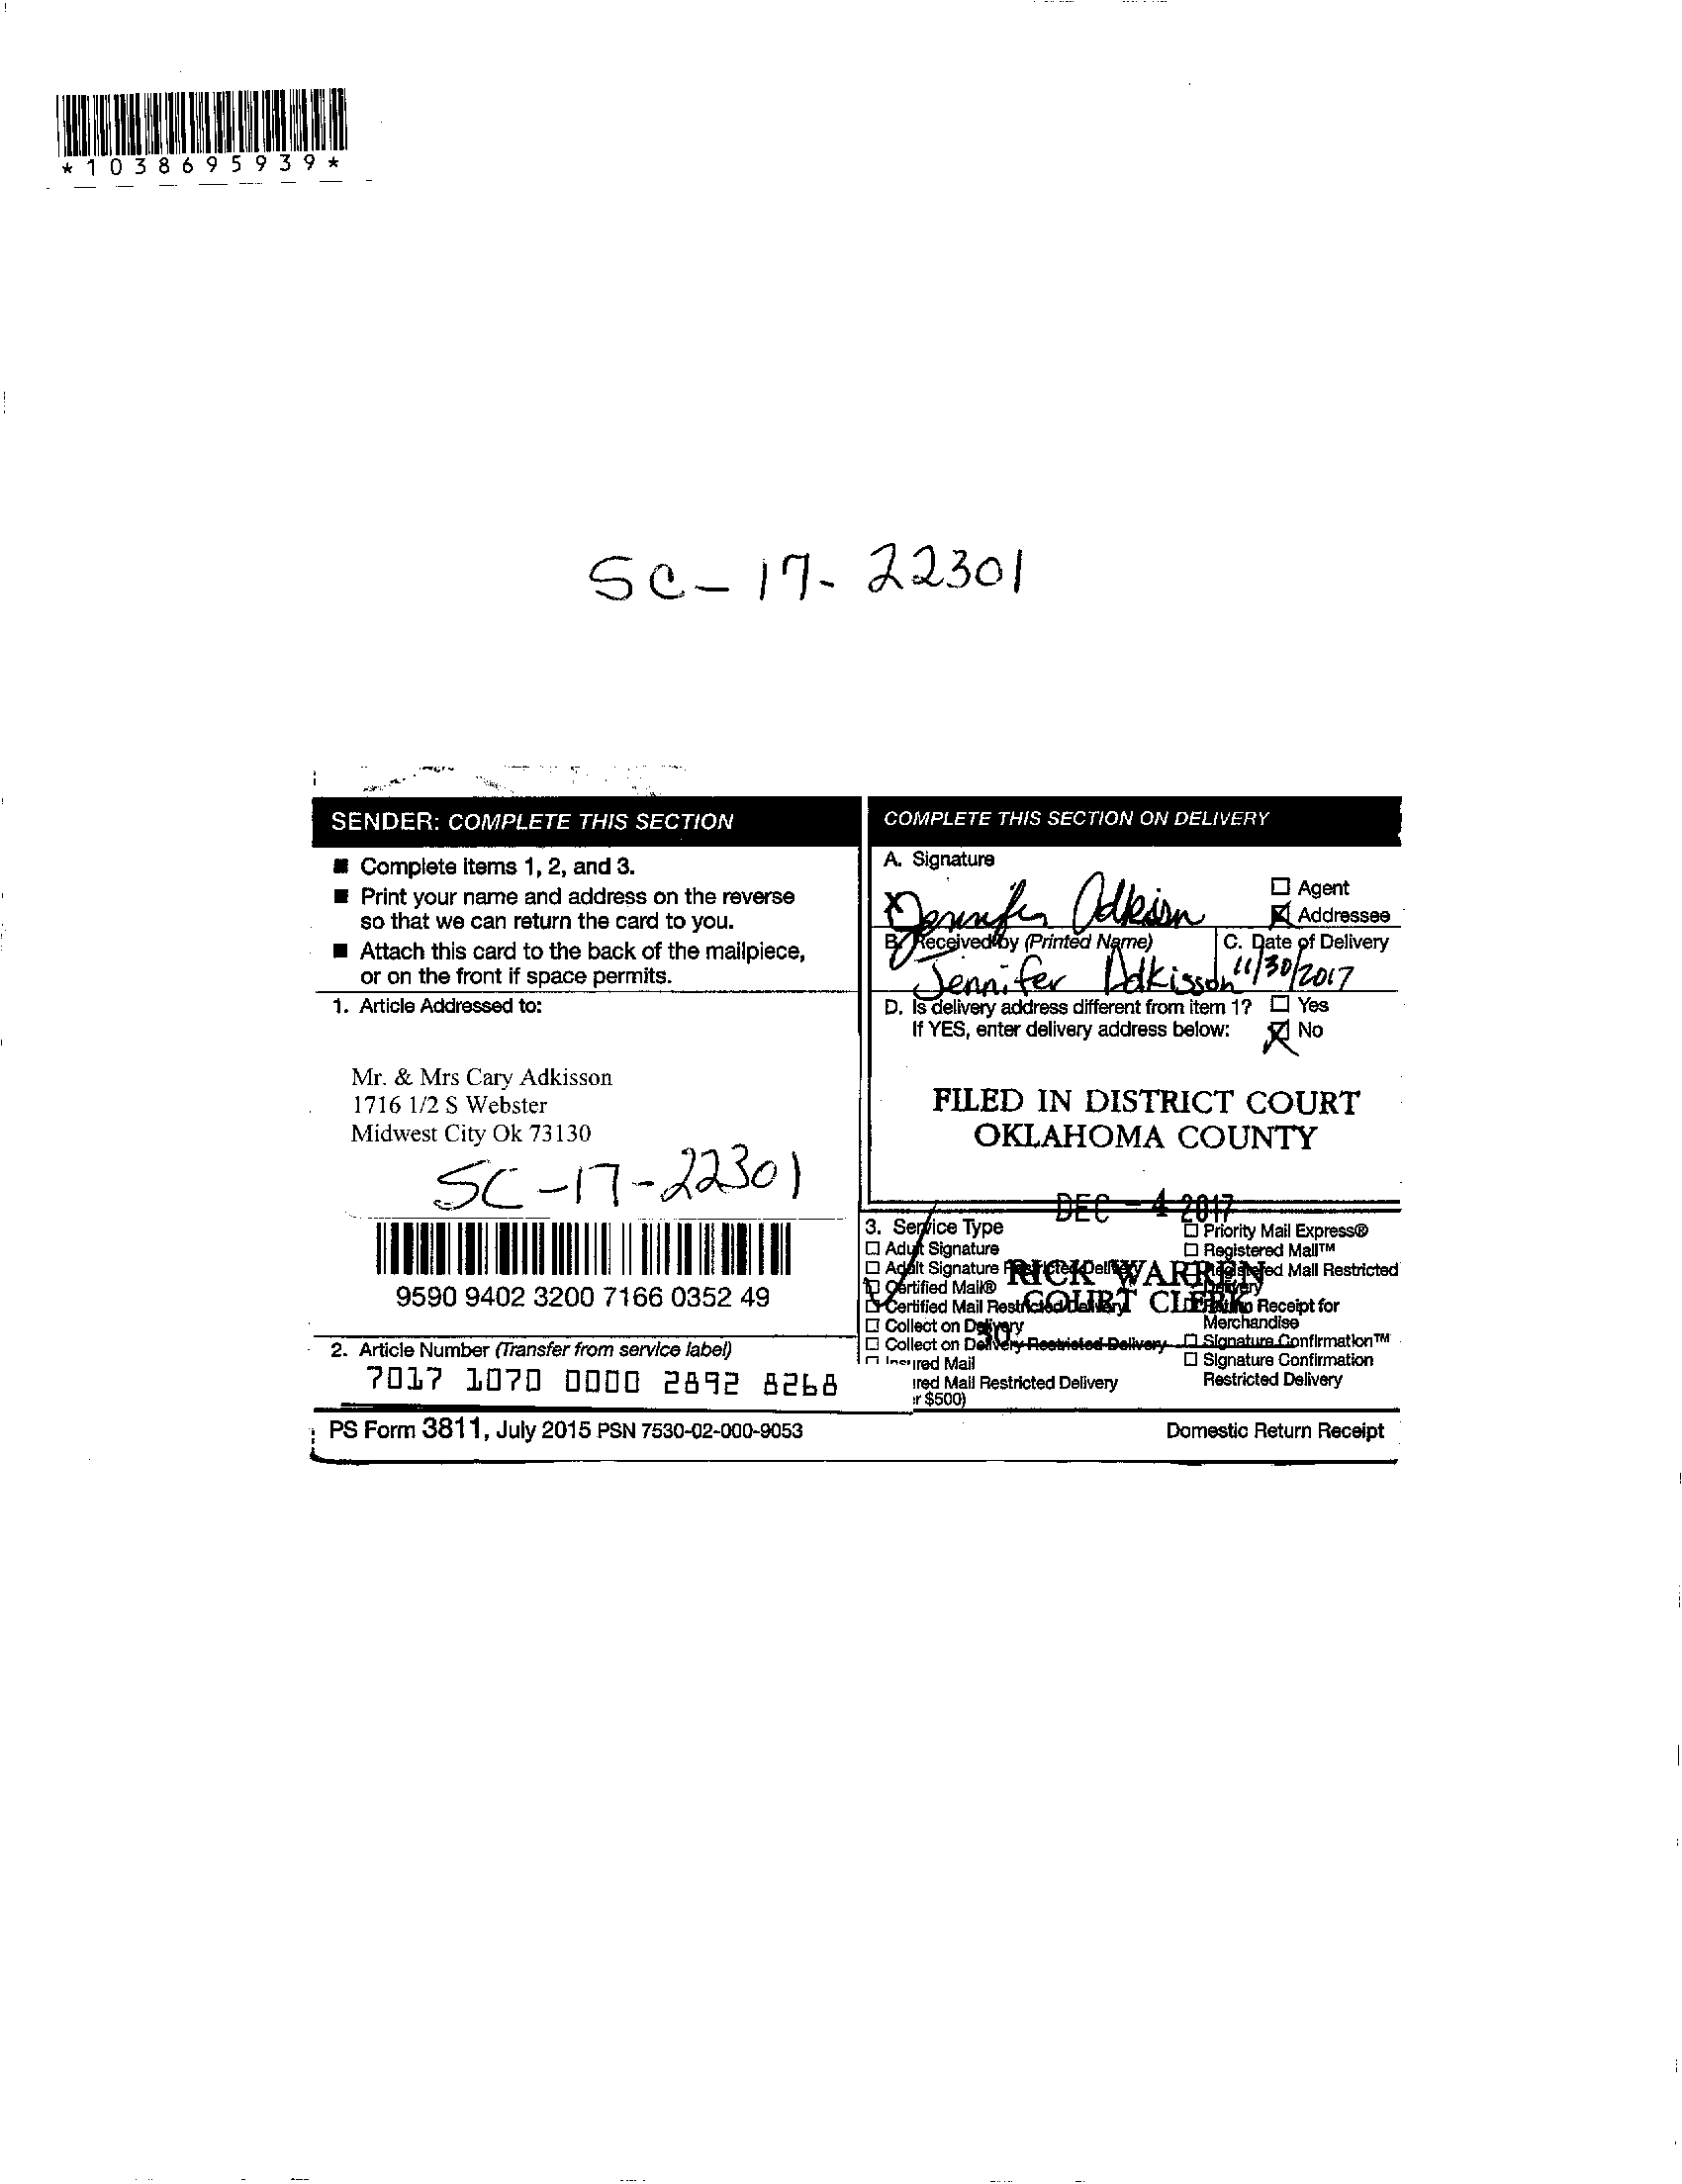 *1038695939*
SC-17-22301
SENDER: COMPLETE THIS SECTION
■ Complete items 1, 2, and 3.
■ Print your name and address on the reverse
so that we can return the card to you.
■ Attach this card to the back of the mailpiece,
or on the front if space permits.
1. Article Addressed to:
Mr. & Mrs Cary Adkisson
1716 1/2 S Webster
Midwest City Ok 73130
SC-17-22301
9590 9402 3200 7166 0352 49
2. Article Number (Transfer from service label)
7017 1070 0000 2892 8268
COMPLETE THIS SECTION ON DELIVERY
A. Signature
X Jennifer Adkisson
☐ Agent
☒ Addressee
B. Received by (Printed Name)
C. Date of Delivery
Jennifer Adkisson
11/30/2017
D. Is delivery address different from item 1? ☐ Yes
If YES, enter delivery address below: ☒ No
FILED IN DISTRICT COURT
OKLAHOMA COUNTY
DEC - 4 2017
RICK WARREN
COURT CLERK
30
3. Service Type
☐ Adult Signature
☐ Adult Signature Restricted Delivery
☐ Certified Mail®
☐ Certified Mail Restricted Delivery
☐ Collect on Delivery
☐ Collect on Delivery Restricted Delivery
☐ Insured Mail
ired Mail Restricted Delivery
r $500)
☐ Priority Mail Express®
☐ Registered Mail™
☐ Registered Mail Restricted
Delivery
☐ Return Receipt for
Merchandise
☐ Signature Confirmation™
☐ Signature Confirmation
Restricted Delivery
PS Form 3811, July 2015 PSN 7530-02-000-9053
Domestic Return Receipt